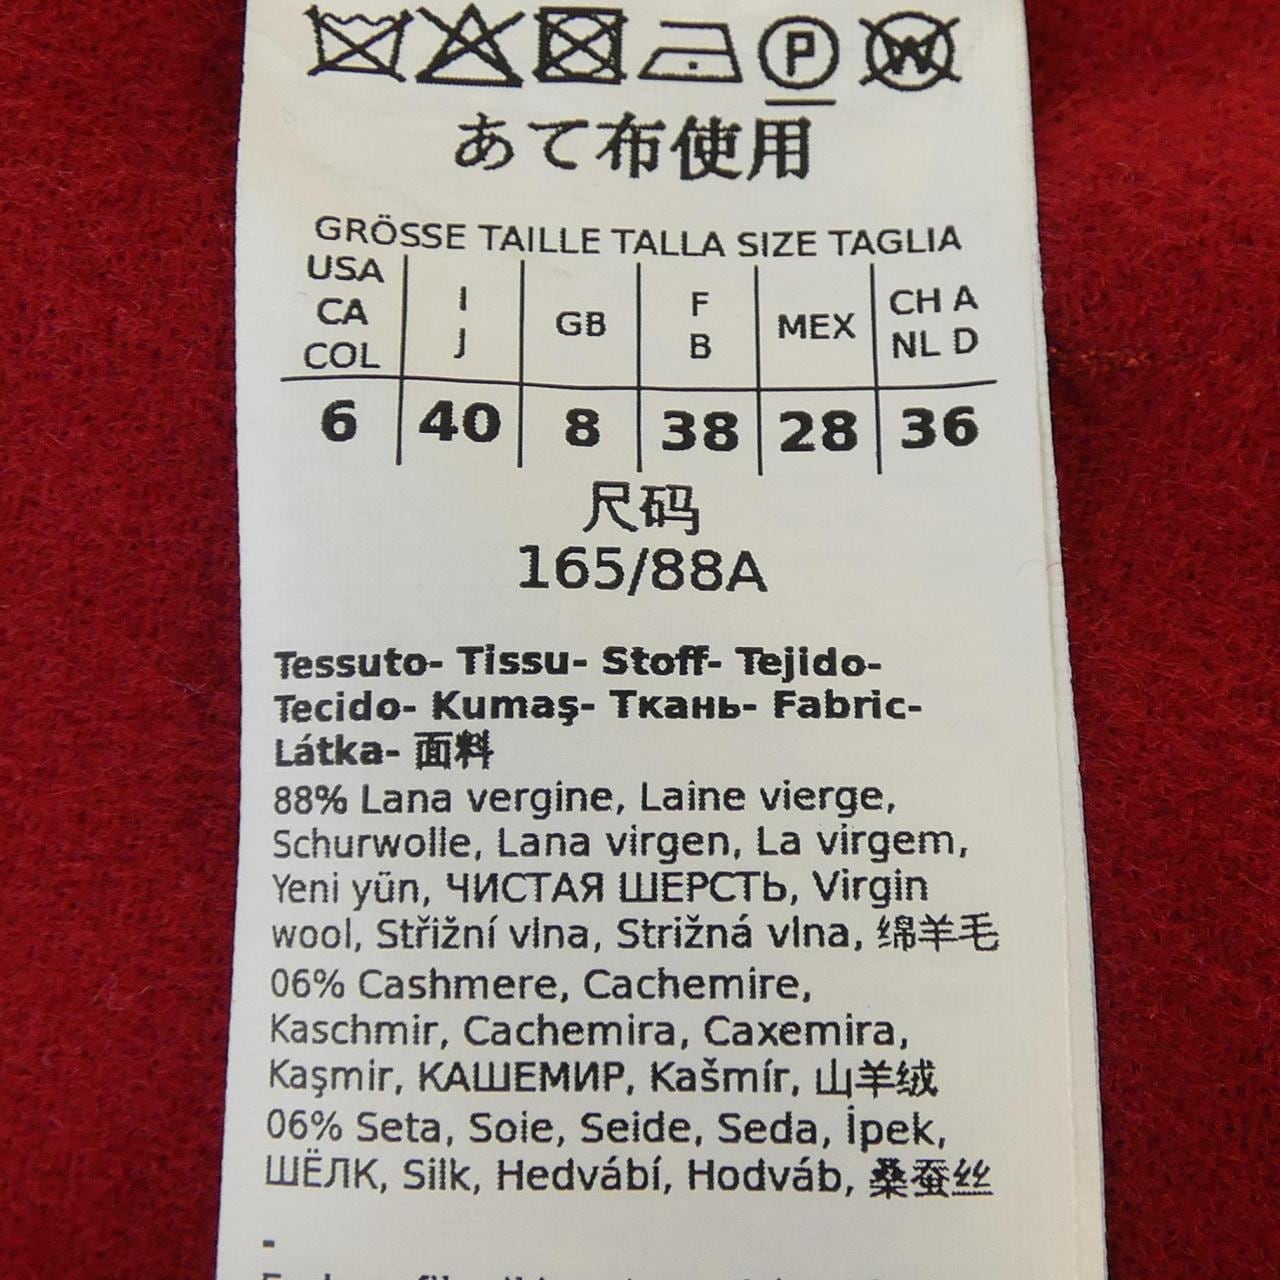 P W
あて布使用
GRÖSSE TAILLE TALLA SIZE TAGLIA
USA CA COL | I J | GB | F B | MEX | CH A NL D
6 | 40 | 8 | 38 | 28 | 36
尺码
165/88A
Tessuto- Tissu- Stoff- Tejido-
Tecido- Kumaş- Ткань- Fabric-
Látka- 面料
88% Lana vergine, Laine vierge,
Schurwolle, Lana virgen, La virgem,
Yeni yün, ЧИСТАЯ ШЕРСТЬ, Virgin
wool, Střižní vlna, Strižná vlna, 绵羊毛
06% Cashmere, Cachemire,
Kaschmir, Cachemira, Caxemira,
Kaşmir, КАШЕМИР, Kašmír, 山羊绒
06% Seta, Soie, Seide, Seda, İpek,
ШЁЛК, Silk, Hedvábí, Hodváb, 桑蚕丝
-